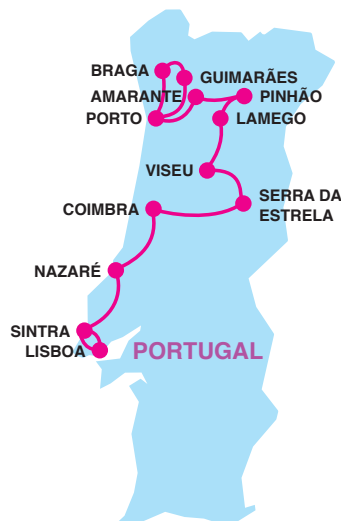 BRAGA
GUIMARÃES
AMARANTE
PINHÃO
PORTO
LAMEGO
VISEU
SERRA DA
ESTRELA
COIMBRA
NAZARÉ
SINTRA
LISBOA
PORTUGAL